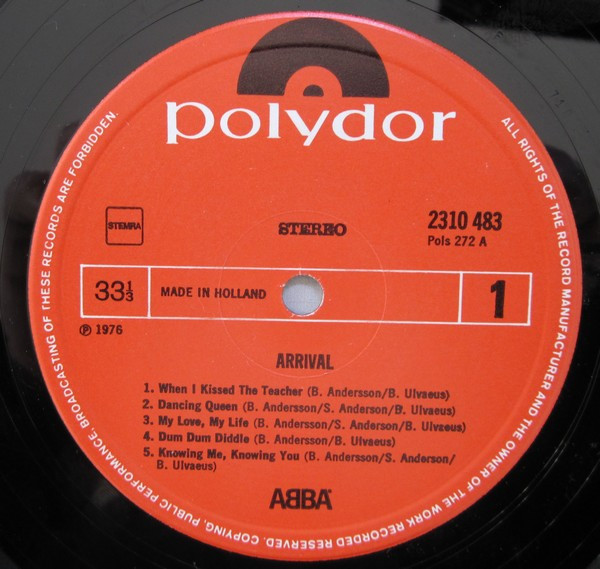 polydor
STEMRA
STEREO
2310 483
Pols 272 A
33⅓
MADE IN HOLLAND
1
℗ 1976
ARRIVAL
1. When I Kissed The Teacher (B. Andersson/B. Ulvaeus)
2. Dancing Queen (B. Andersson/S. Anderson/B. Ulvaeus)
3. My Love, My Life (B. Andersson/S. Anderson/B. Ulvaeus)
4. Dum Dum Diddle (B. Andersson/B. Ulvaeus)
5. Knowing Me, Knowing You (B. Andersson/S. Anderson/
B. Ulvaeus)
ABBA
ALL RIGHTS OF THE RECORD MANUFACTURER AND THE OWNER OF THE WORK RECORDED RESERVED. COPYING, PUBLIC PERFORMANCE, BROADCASTING OF THESE RECORDS ARE FORBIDDEN.